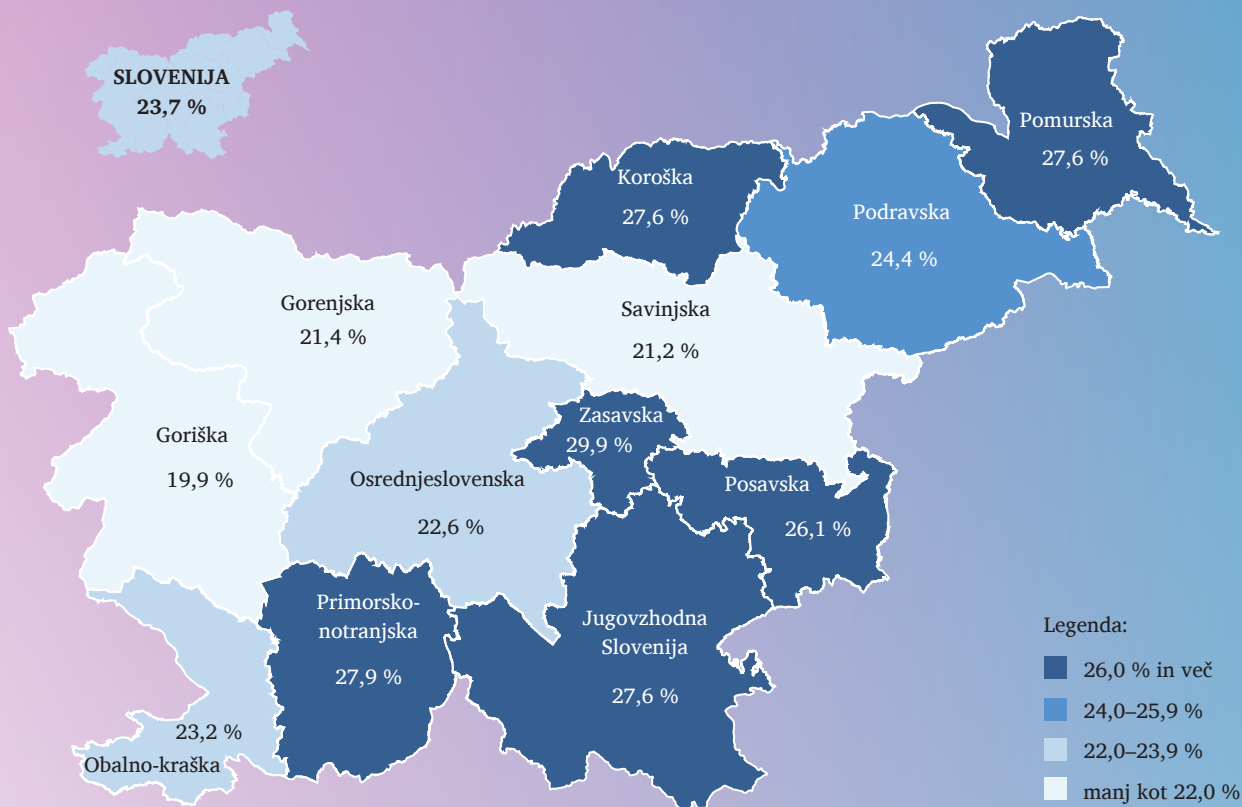 SLOVENIJA
23,7 %
Pomurska
27,6 %
Koroška
27,6 %
Podravska
24,4 %
Gorenjska
21,4 %
Savinjska
21,2 %
Goriška
19,9 %
Zasavska
29,9 %
Osrednjeslovenska
22,6 %
Posavska
26,1 %
Primorsko-
notranjska
27,9 %
Jugovzhodna
Slovenija
27,6 %
23,2 %
Obalno-kraška
Legenda:
26,0 % in več
24,0–25,9 %
22,0–23,9 %
manj kot 22,0 %